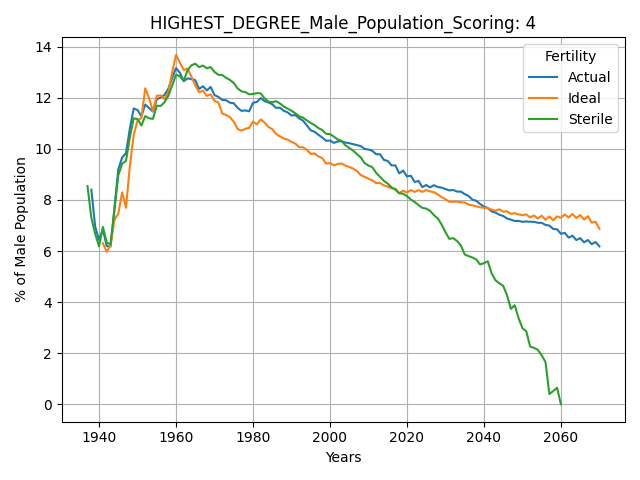 HIGHEST_DEGREE_Male_Population_Scoring: 4
Fertility
Actual
Ideal
Sterile
% of Male Population
14
12
10
8
6
4
2
0
1940 1960 1980 2000 2020 2040 2060
Years